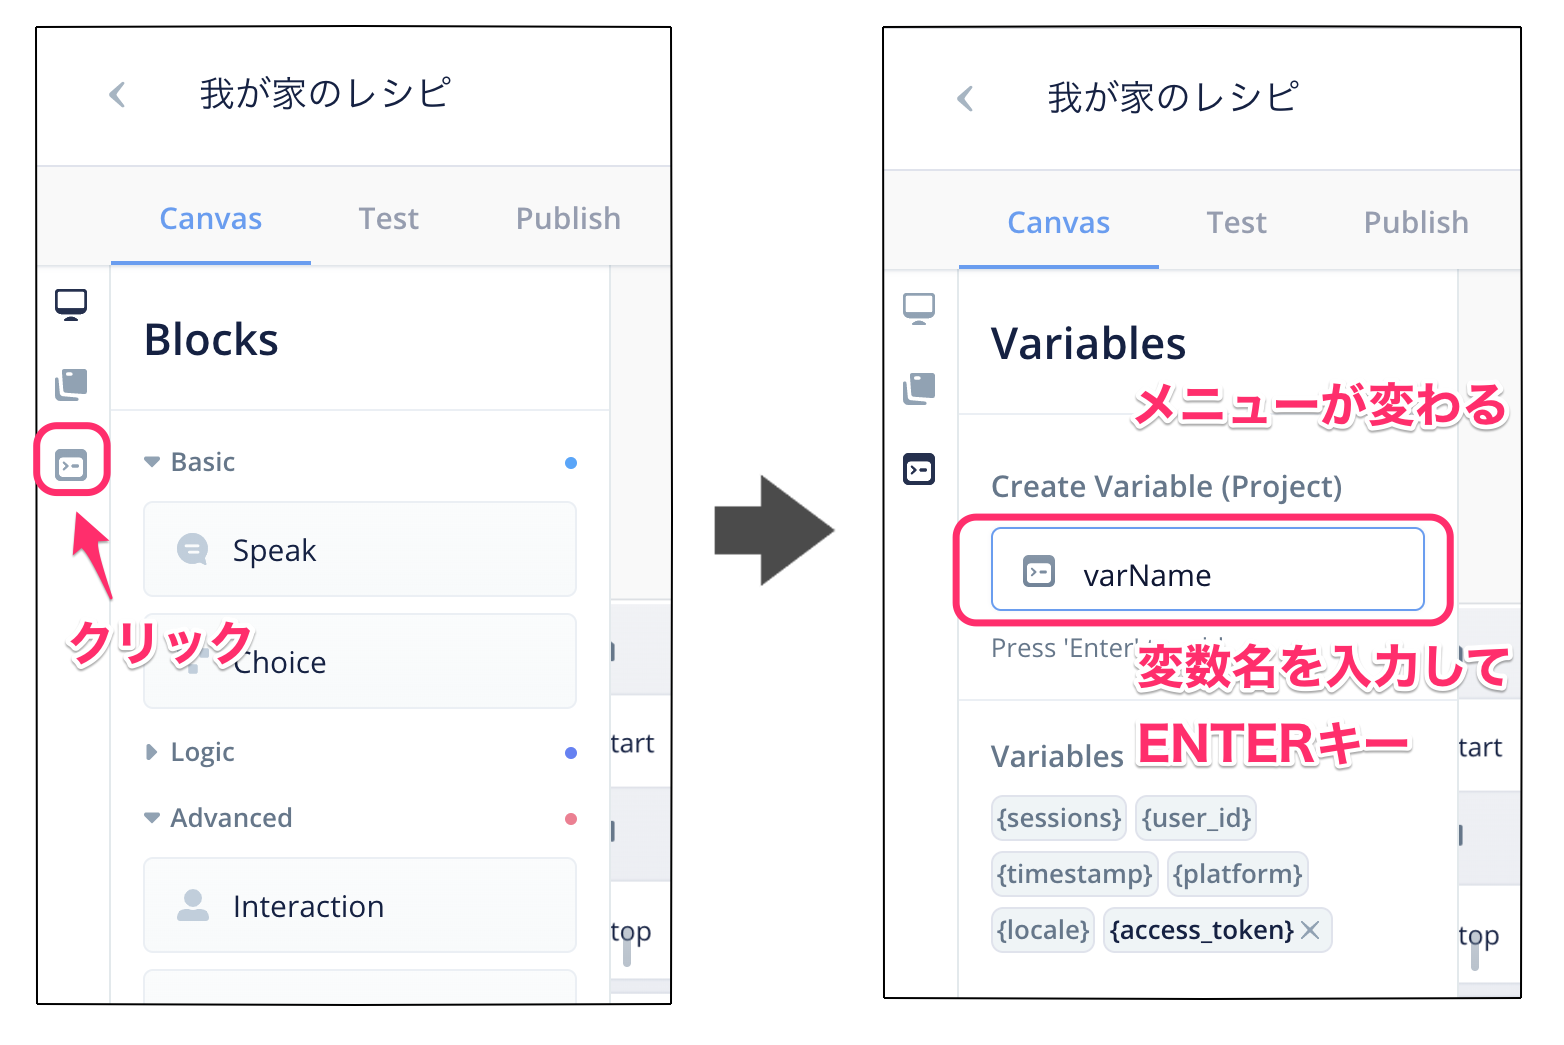 我が家のレシピ
Canvas Test Publish
Blocks
Basic
Speak
クリック
Choice
Logic
Advanced
Interaction
tart
top
我が家のレシピ
Canvas Test Publish
Variables
メニューが変わる
Create Variable (Project)
varName
Press 'Enter'
変数名を入力して
ENTERキー
Variables
{sessions} {user_id}
{timestamp} {platform}
{locale} {access_token}
tart
top